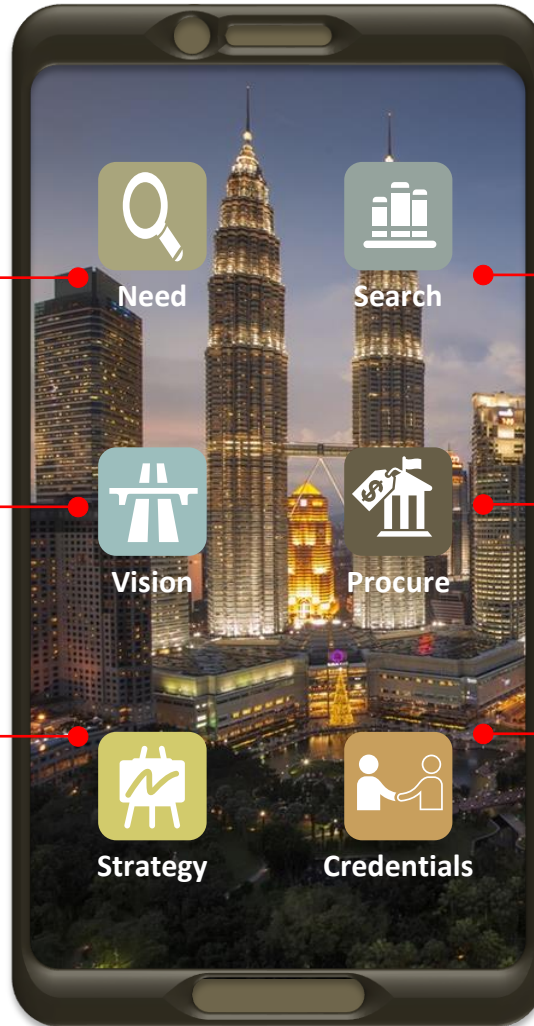 Need
Search
Vision
$
Procure
Strategy
Credentials